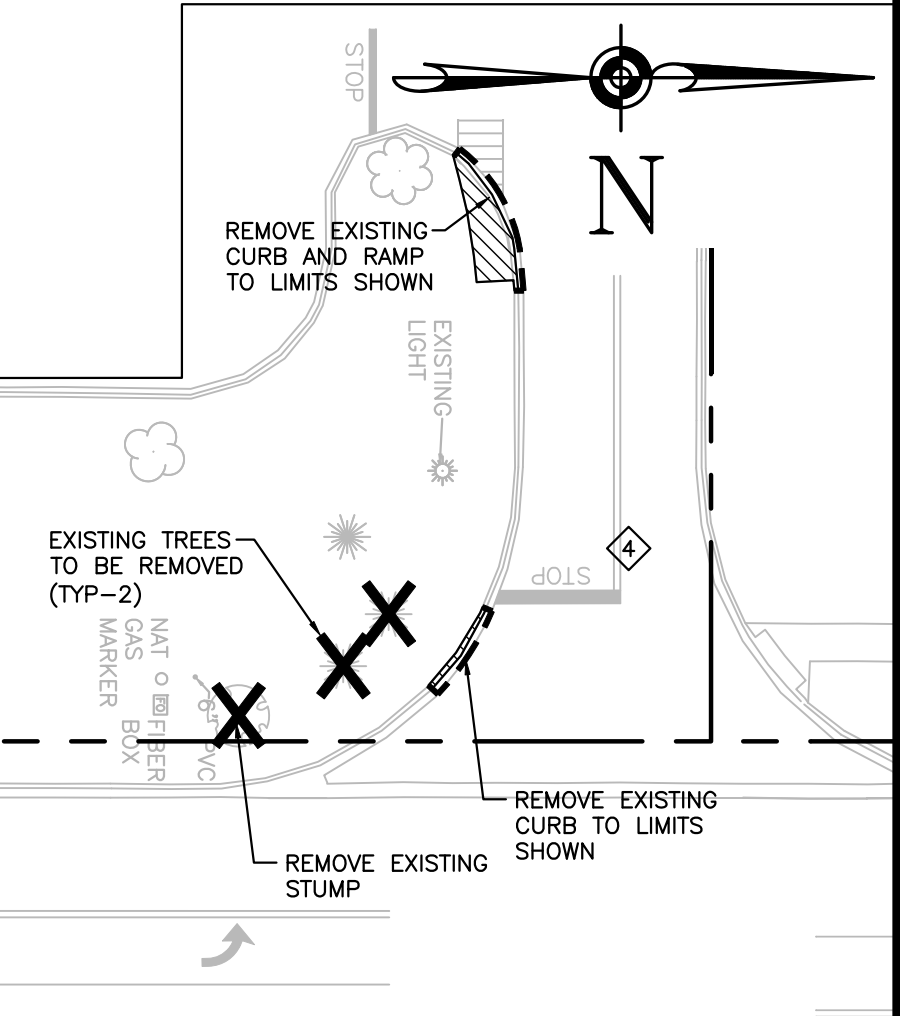 STOP
N
REMOVE EXISTING
CURB AND RAMP
TO LIMITS SHOWN
EXISTING
LIGHT
EXISTING TREES
TO BE REMOVED
(TYP-2)
4
STOP
NAT
GAS
MARKER
FO
FIBER
BOX
6" PVC
REMOVE EXISTING
CURB TO LIMITS
SHOWN
REMOVE EXISTING
STUMP